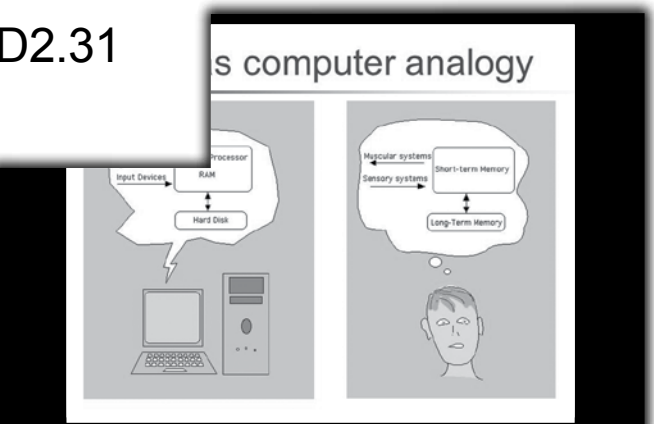 D2.31
s computer analogy
Processor
RAM
Input Devices
Hard Disk
Muscular systems
Short-term Memory
Sensory systams
Long-Term Memory